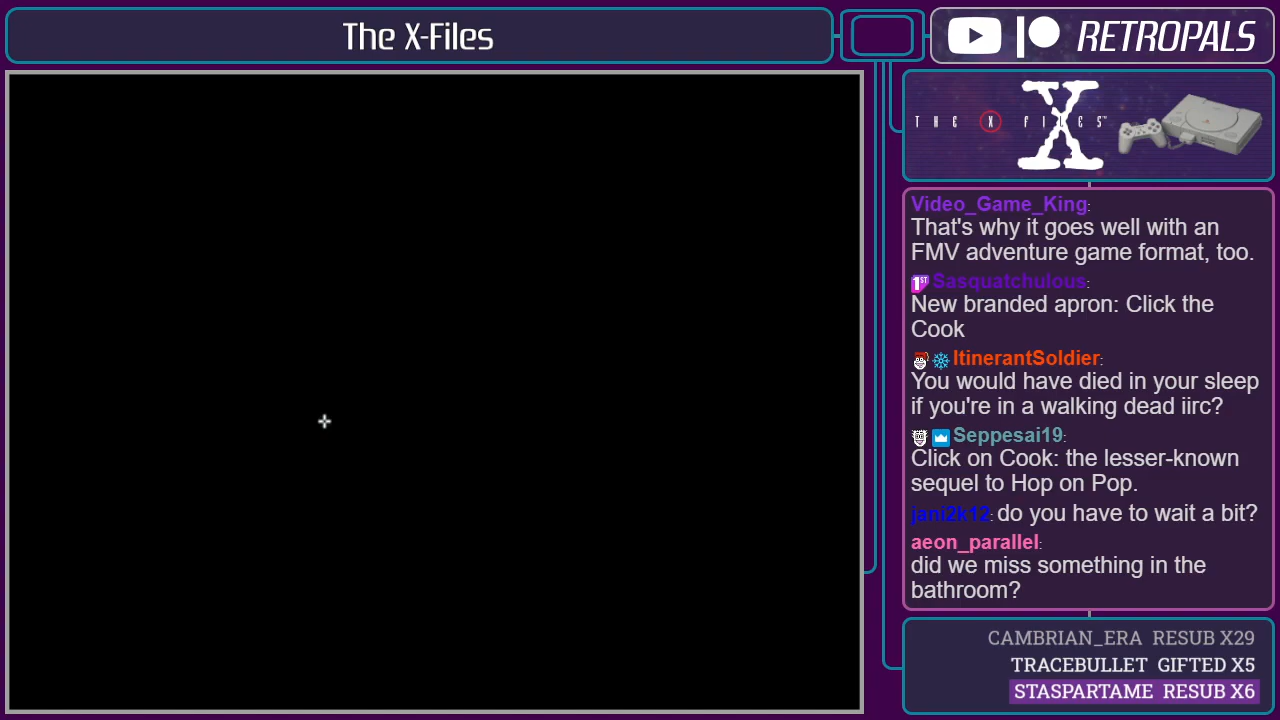 The X-Files
RETROPALS
THE X FILES™
X
Video_Game_King:
That's why it goes well with an
FMV adventure game format, too.
1ST Sasquatchulous:
New branded apron: Click the
Cook
ItinerantSoldier:
You would have died in your sleep
if you're in a walking dead iirc?
Seppesai19:
Click on Cook: the lesser-known
sequel to Hop on Pop.
jani2k12: do you have to wait a bit?
aeon_parallel:
did we miss something in the
bathroom?
CAMBRIAN_ERA RESUB X29
TRACEBULLET GIFTED X5
STASPARTAME RESUB X6